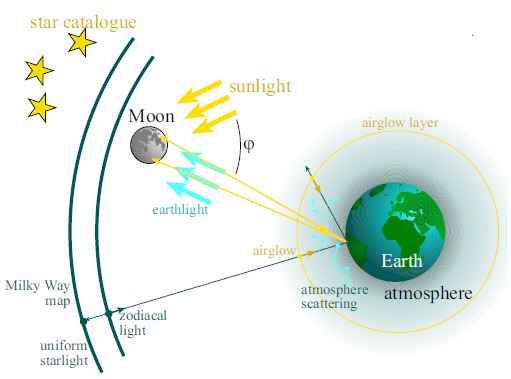 star catalogue
sunlight
Moon
φ
airglow layer
earthlight
airglow
Earth
Milky Way
map
atmosphere
scattering
atmosphere
zodiacal
light
uniform
starlight